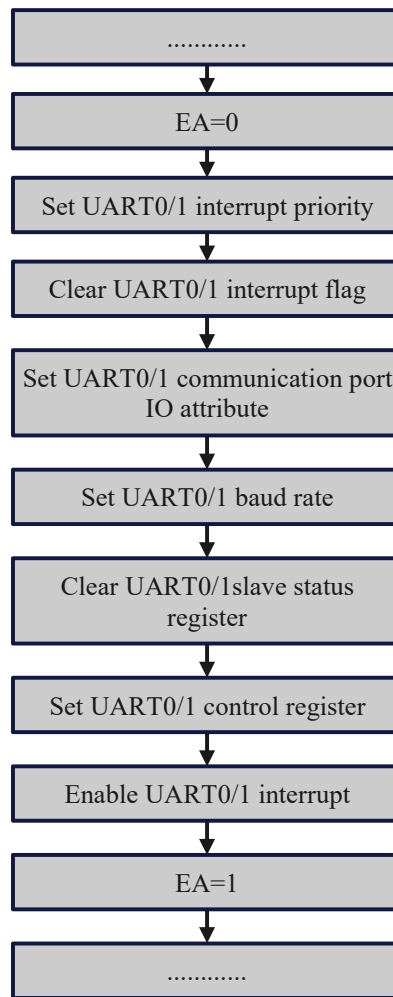 ............
EA=0
Set UART0/1 interrupt priority
Clear UART0/1 interrupt flag
Set UART0/1 communication port
IO attribute
Set UART0/1 baud rate
Clear UART0/1slave status
register
Set UART0/1 control register
Enable UART0/1 interrupt
EA=1
............